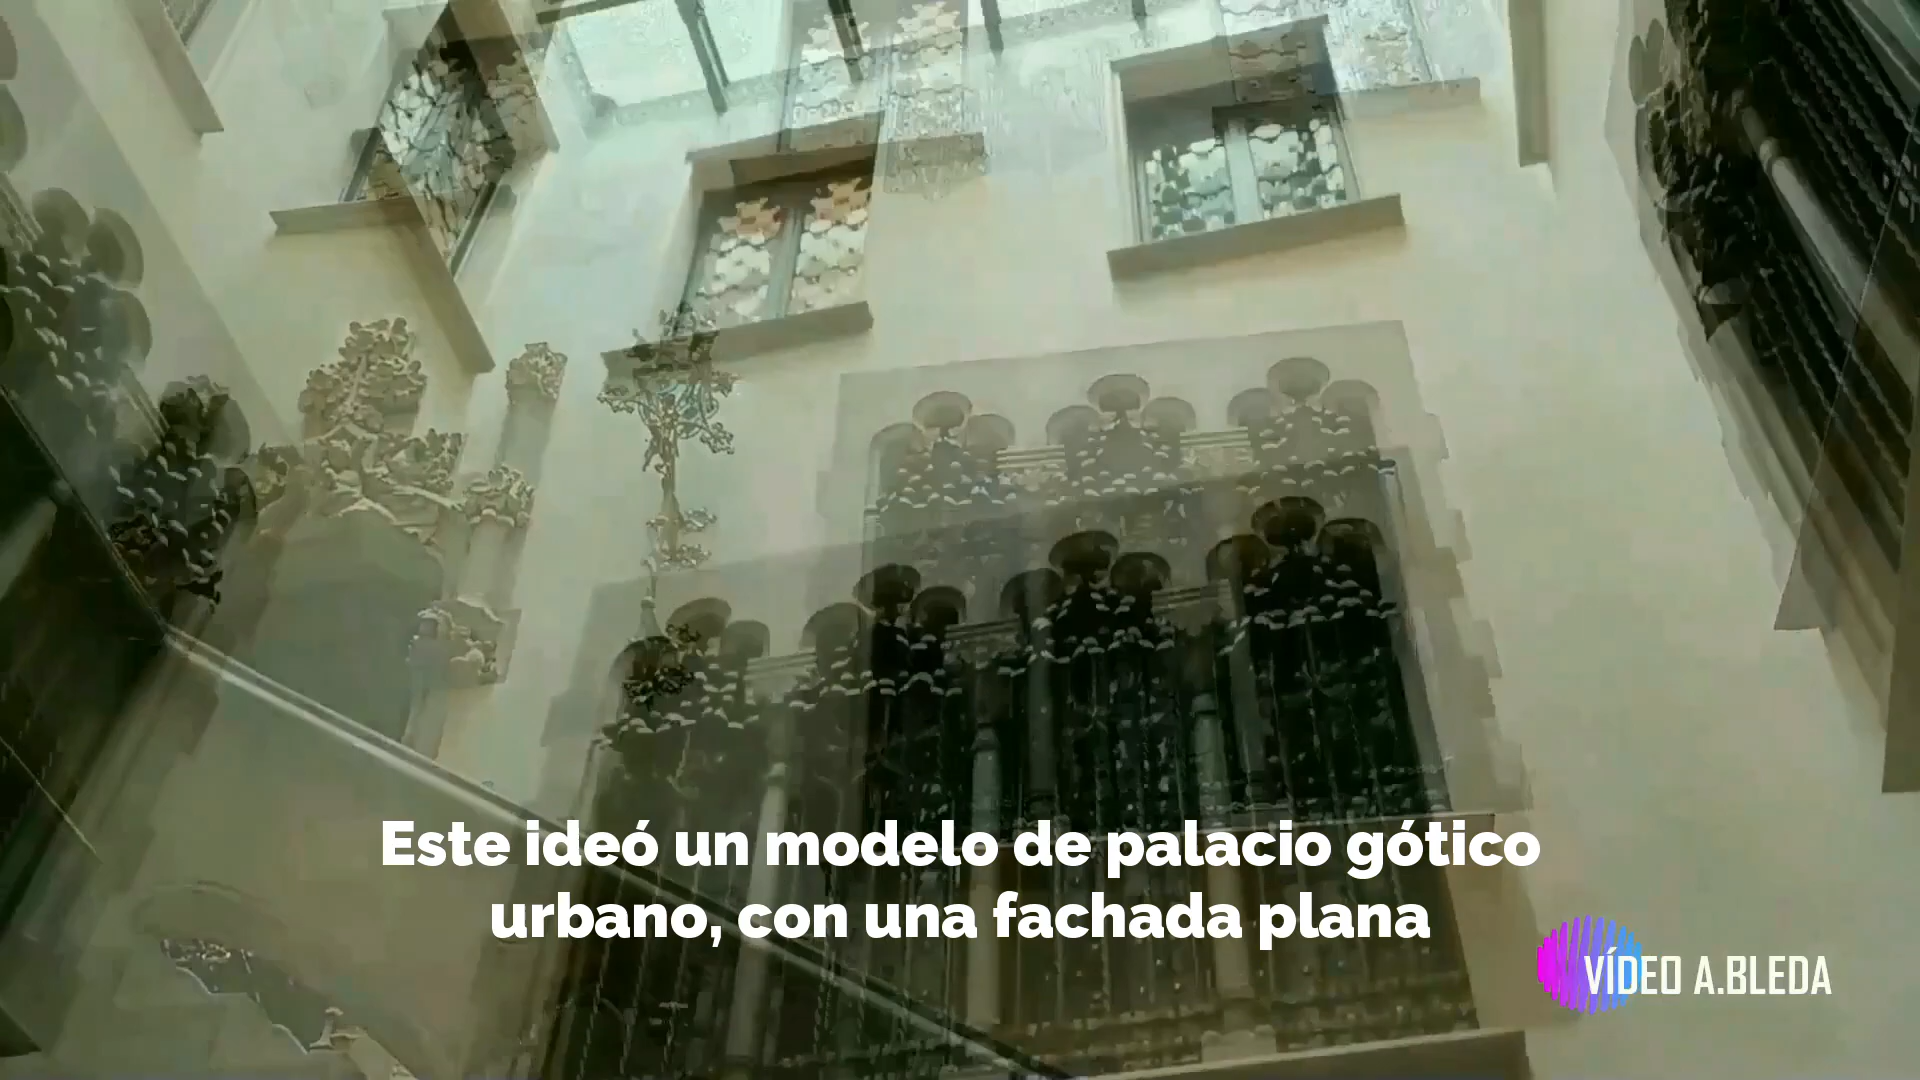 Este ideó un modelo de palacio gótico
urbano, con una fachada plana
VÍDEO A.BLEDA